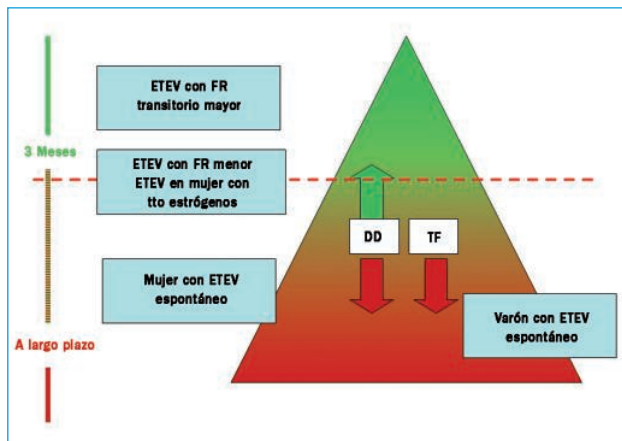 ETEV con FR
transitorio mayor
3 Meses
ETEV con FR menor
ETEV en mujer con
tto estrógenos
DD
TF
Mujer con ETEV
espontáneo
Varón con ETEV
espontáneo
A largo plazo